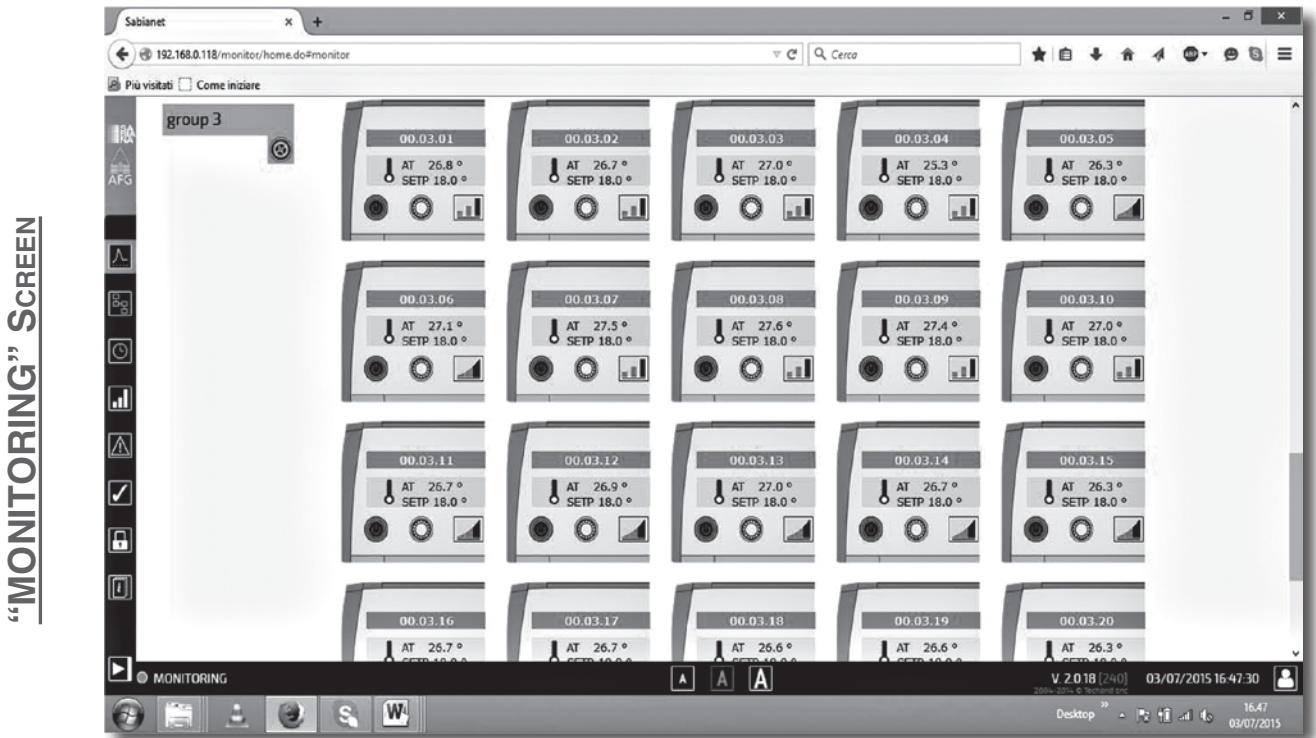 “MONITORING” SCREEN
Sabianet × +
192.168.0.118/monitor/home.do#monitor
Cerca
ABP
Più visitati Come iniziare
AFG
group 3
00.03.01 00.03.02 00.03.03 00.03.04 00.03.05
AT 26.8 ° AT 26.7 ° AT 27.0 ° AT 25.3 ° AT 26.3 °
SETP 18.0 ° SETP 18.0 ° SETP 18.0 ° SETP 18.0 ° SETP 18.0 °
00.03.06 00.03.07 00.03.08 00.03.09 00.03.10
AT 27.1 ° AT 27.5 ° AT 27.6 ° AT 27.4 ° AT 27.0 °
SETP 18.0 ° SETP 18.0 ° SETP 18.0 ° SETP 18.0 ° SETP 18.0 °
00.03.11 00.03.12 00.03.13 00.03.14 00.03.15
AT 26.7 ° AT 26.9 ° AT 27.0 ° AT 26.7 ° AT 26.3 °
SETP 18.0 ° SETP 18.0 ° SETP 18.0 ° SETP 18.0 ° SETP 18.0 °
00.03.16 00.03.17 00.03.18 00.03.19 00.03.20
AT 26.7 ° AT 26.7 ° AT 26.6 ° AT 26.6 ° AT 26.3 °
MONITORING A A A V. 2.0.18 [240] 03/07/2015 16:47:30
Desktop » 16.47
03/07/2015